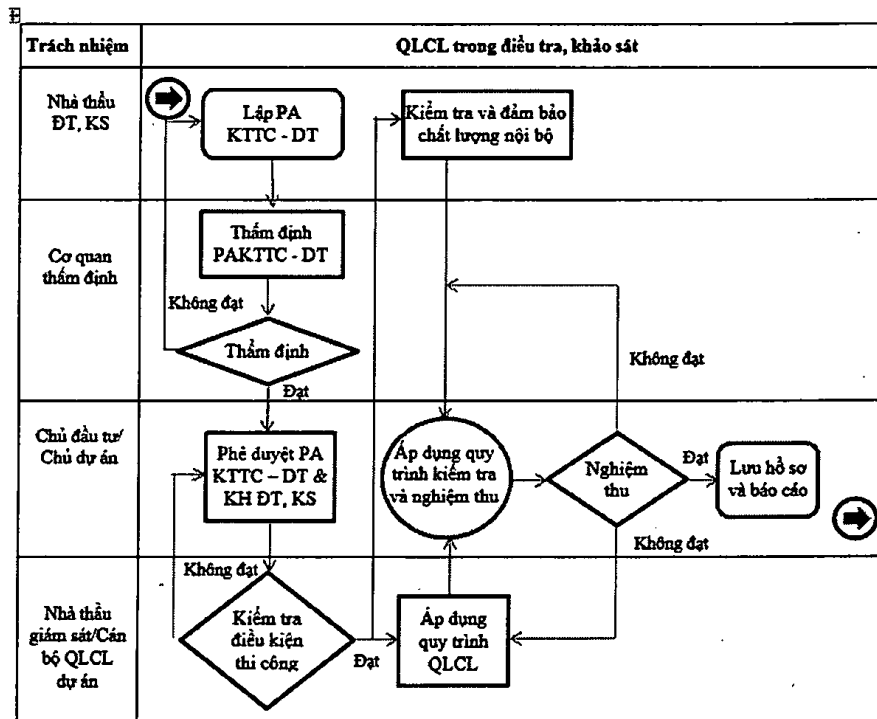 Trách nhiệm
QLCL trong điều tra, khảo sát
Nhà thầu
ĐT, KS
Lập PA
KTTC - DT
Kiểm tra và đảm bảo
chất lượng nội bộ
Cơ quan
thẩm định
Thẩm định
PAKTTC - DT
Không đạt
Thẩm định
Đạt
Không đạt
Chủ đầu tư/
Chủ dự án
Phê duyệt PA
KTTC – DT &
KH ĐT, KS
Áp dụng quy
trình kiểm tra
và nghiệm thu
Nghiệm
thu
Đạt
Lưu hồ sơ
và báo cáo
Không đạt
Không đạt
Nhà thầu
giám sát/Cán
bộ QLCL
dự án
Kiểm tra
điều kiện
thi công
Đạt
Áp dụng
quy trình
QLCL